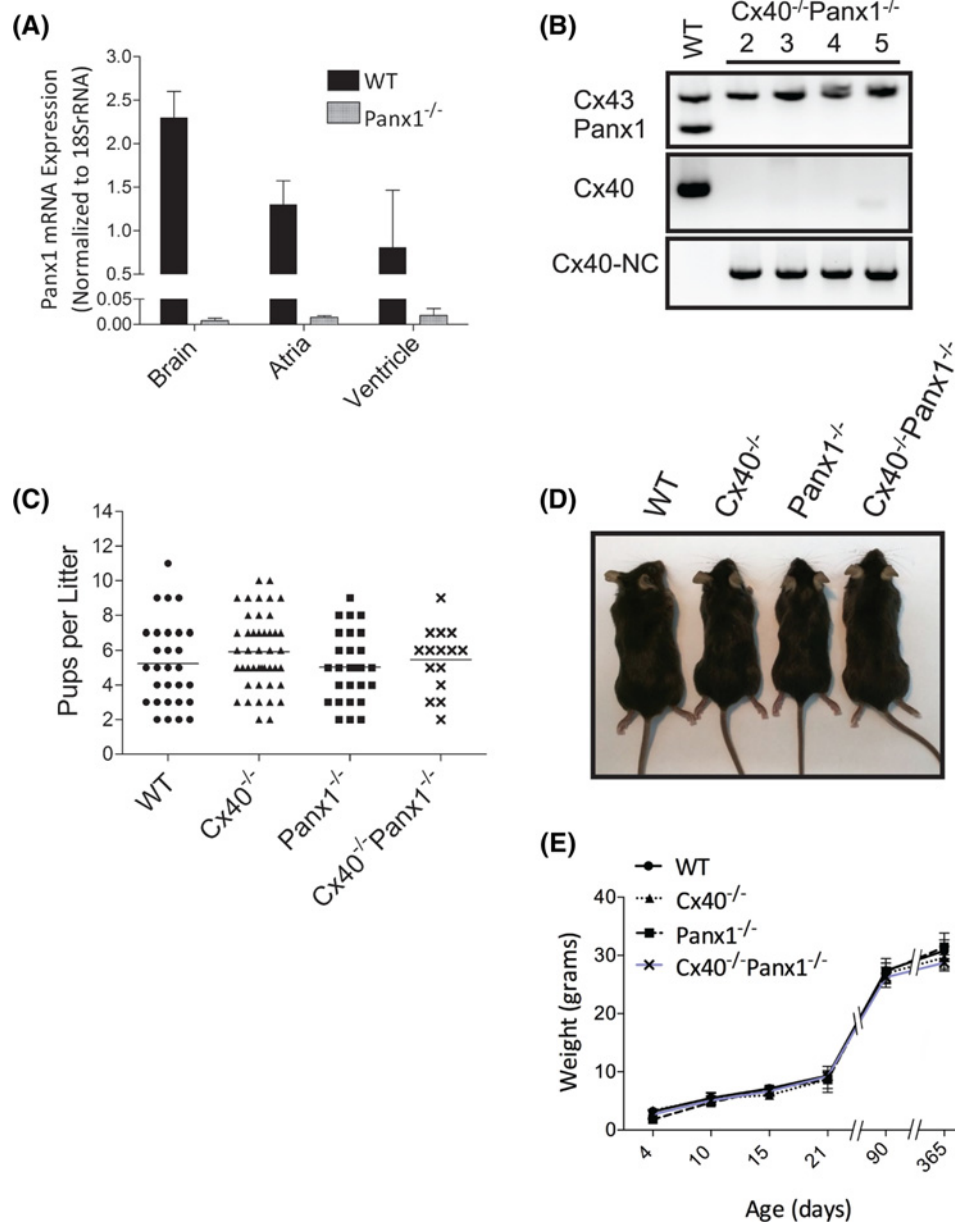 (A)
Panx1 mRNA Expression
(Normalized to 18SrRNA)
3.0
2.5
2.0
1.5
1.0
0.5
0.05
0.00
WT
Panx1-/-
Brain
Atria
Ventricle
(B)
Cx40-/-Panx1-/-
WT
2 3 4 5
Cx43
Panx1
Cx40
Cx40-NC
(C)
Pups per Litter
14
12
10
8
6
4
2
0
WT
Cx40-/-
Panx1-/-
Cx40-/-Panx1-/-
(D)
WT
Cx40-/-
Panx1-/-
Cx40-/-Panx1-/-
(E)
WT
Cx40-/-
Panx1-/-
Cx40-/-Panx1-/-
Weight (grams)
40
30
20
10
0
4
10
15
21
90
365
Age (days)